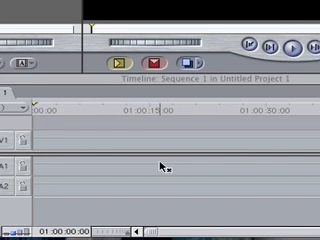 A
Timeline: Sequence 1 in Untitled Project 1
1
:00:00 01:00:15:00 01:00:30:00
V1
A1
A2
01:00:00:00